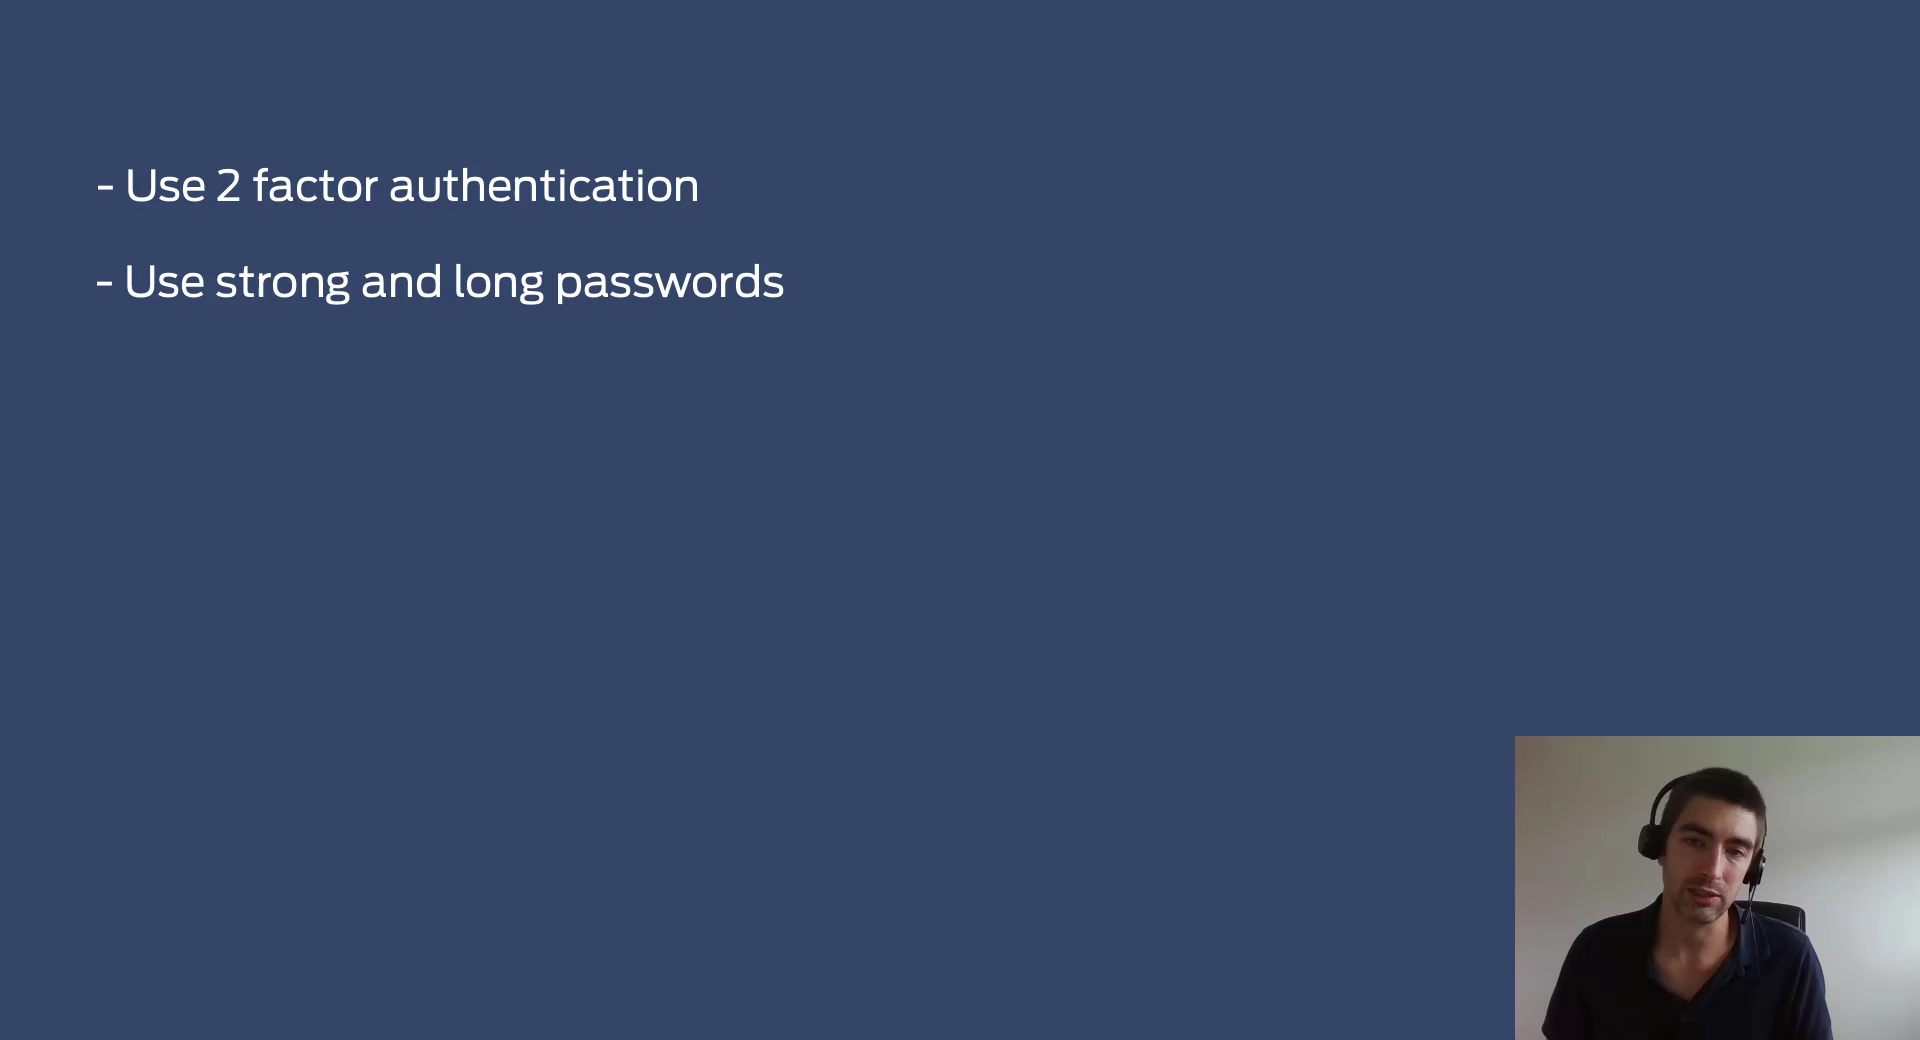 - Use 2 factor authentication
- Use strong and long passwords